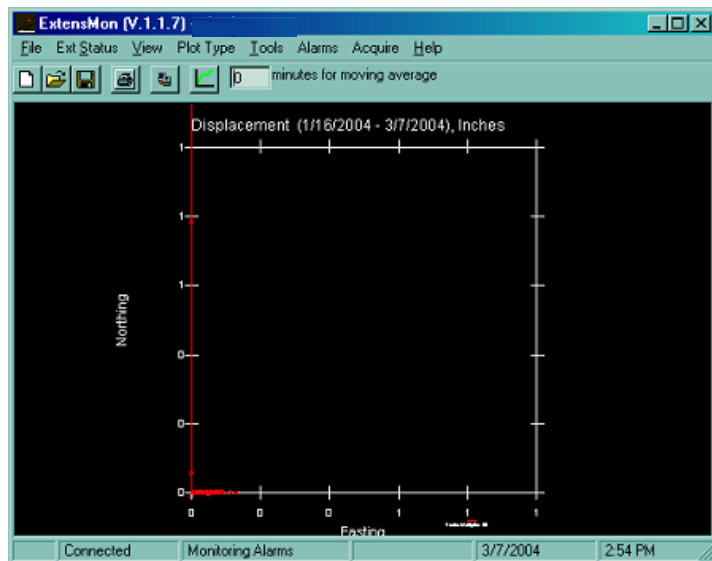 ExtensMon (V.1.1.7) -
File Ext Status View Plot Type Tools Alarms Acquire Help
0 minutes for moving average
Displacement (1/16/2004 - 3/7/2004), Inches
1
1
1
Northing
0
0
0
0 0 0 1 1 1
Easting
Connected Monitoring Alarms 3/7/2004 2:54 PM